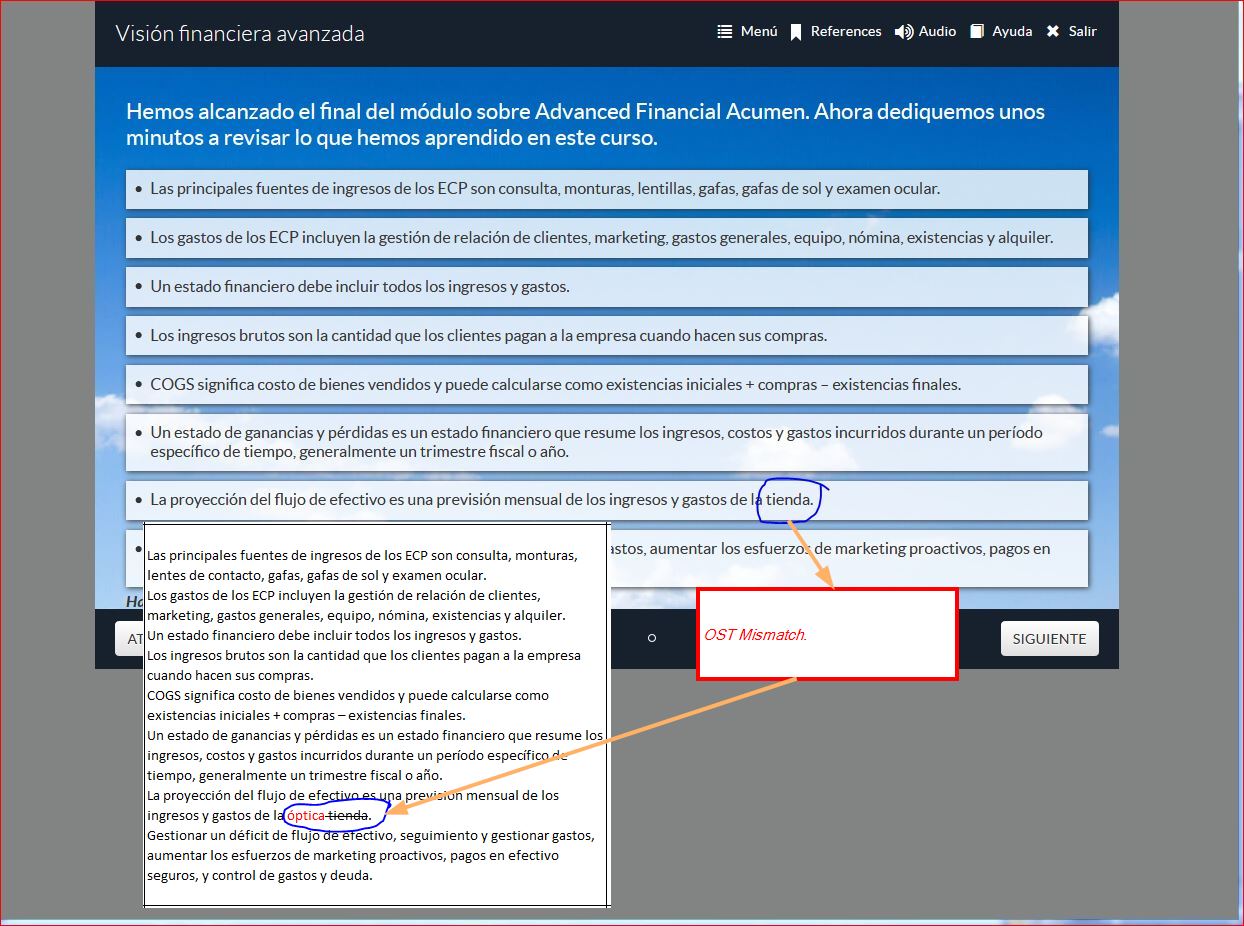 Visión financiera avanzada
Menú
References
Audio
Ayuda
Salir
Hemos alcanzado el final del módulo sobre Advanced Financial Acumen. Ahora dediquemos unos
minutos a revisar lo que hemos aprendido en este curso.
• Las principales fuentes de ingresos de los ECP son consulta, monturas, lentillas, gafas, gafas de sol y examen ocular.
• Los gastos de los ECP incluyen la gestión de relación de clientes, marketing, gastos generales, equipo, nómina, existencias y alquiler.
• Un estado financiero debe incluir todos los ingresos y gastos.
• Los ingresos brutos son la cantidad que los clientes pagan a la empresa cuando hacen sus compras.
• COGS significa costo de bienes vendidos y puede calcularse como existencias iniciales + compras – existencias finales.
• Un estado de ganancias y pérdidas es un estado financiero que resume los ingresos, costos y gastos incurridos durante un período
específico de tiempo, generalmente un trimestre fiscal o año.
• La proyección del flujo de efectivo es una previsión mensual de los ingresos y gastos de la tienda.
• astos, aumentar los esfuerzos de marketing proactivos, pagos en
Ha
AT
SIGUIENTE
OST Mismatch.
Las principales fuentes de ingresos de los ECP son consulta, monturas,
lentes de contacto, gafas, gafas de sol y examen ocular.
Los gastos de los ECP incluyen la gestión de relación de clientes,
marketing, gastos generales, equipo, nómina, existencias y alquiler.
Un estado financiero debe incluir todos los ingresos y gastos.
Los ingresos brutos son la cantidad que los clientes pagan a la empresa
cuando hacen sus compras.
COGS significa costo de bienes vendidos y puede calcularse como
existencias iniciales + compras – existencias finales.
Un estado de ganancias y pérdidas es un estado financiero que resume los
ingresos, costos y gastos incurridos durante un período específico de
tiempo, generalmente un trimestre fiscal o año.
La proyección del flujo de efectivo es una previsión mensual de los
ingresos y gastos de la óptica tienda.
Gestionar un déficit de flujo de efectivo, seguimiento y gestionar gastos,
aumentar los esfuerzos de marketing proactivos, pagos en efectivo
seguros, y control de gastos y deuda.